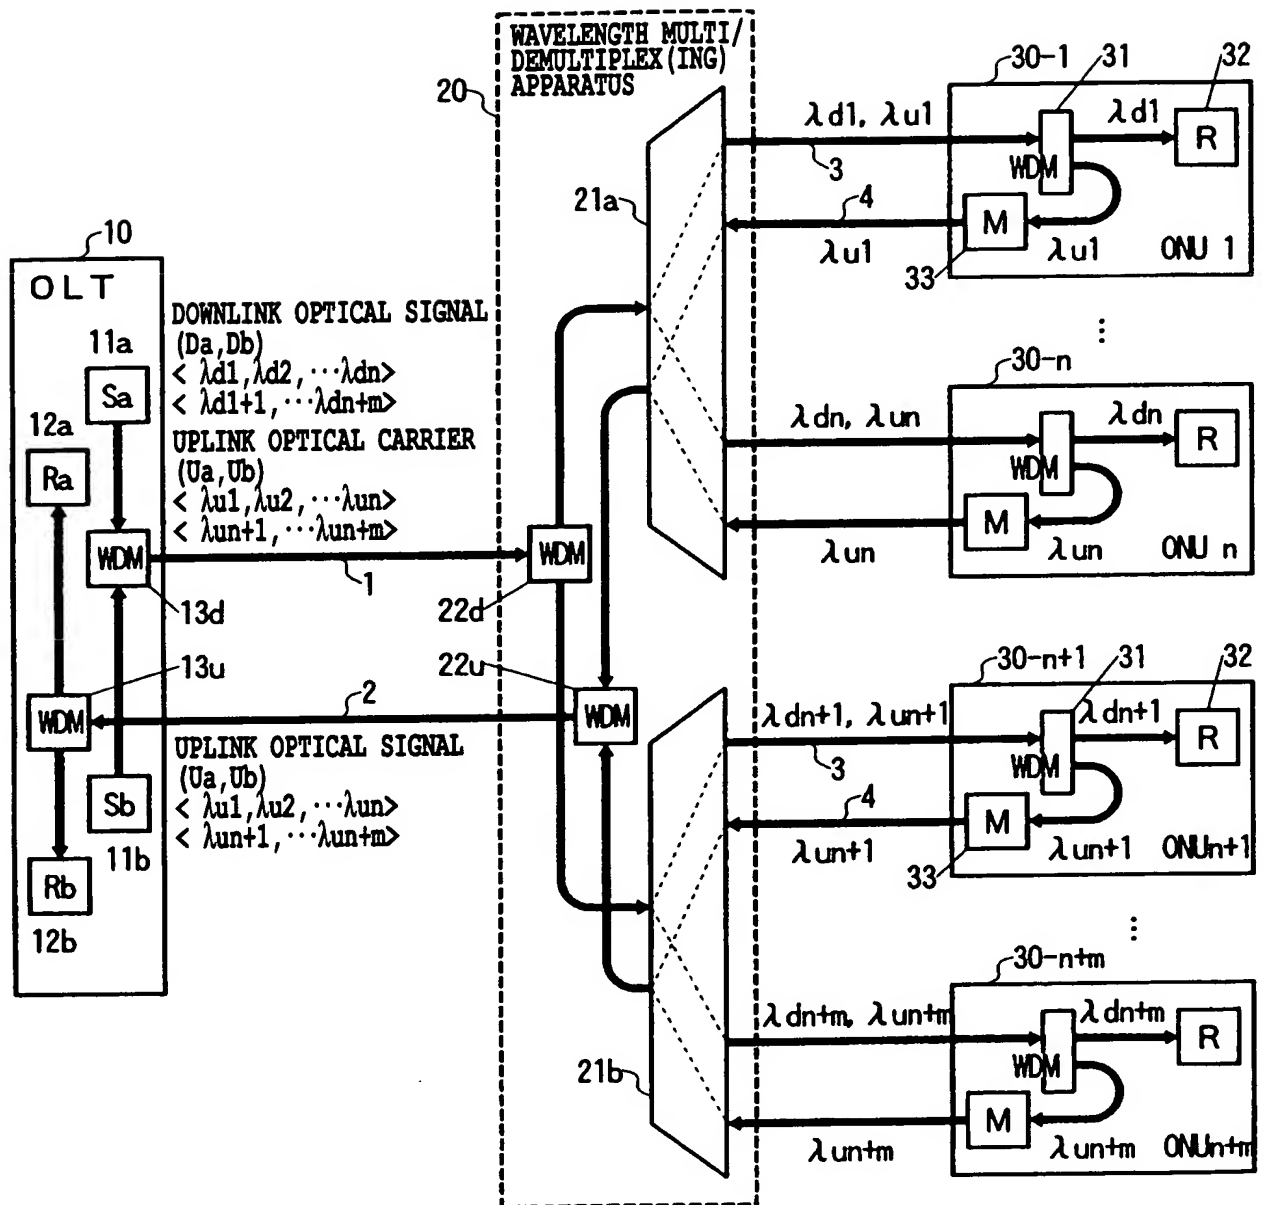 WAVELENGTH MULTI/
DEMULTIPLEX(ING)
APPARATUS
20
21a
λd1, λu1
3
4
λu1
30-1
31
32
λd1
R
WDM
M
33
λu1
ONU 1
⋮
10
OLT
11a
Sa
12a
Ra
WDM
13d
13u
WDM
Sb
11b
Rb
12b
DOWNLINK OPTICAL SIGNAL
(Da,Db)
< λd1,λd2, ⋯λdn>
< λd1+1, ⋯λdn+m>
UPLINK OPTICAL CARRIER
(Ua,Ub)
< λu1,λu2, ⋯λun>
< λun+1, ⋯λun+m>
1
2
UPLINK OPTICAL SIGNAL
(Ua,Ub)
< λu1,λu2, ⋯λun>
< λun+1, ⋯λun+m>
WDM
22d
22u
WDM
λdn, λun
λun
30-n
λdn
R
WDM
M
λun
ONU n
21b
λdn+1, λun+1
3
4
λun+1
30-n+1
31
32
λdn+1
R
WDM
M
33
λun+1
ONUn+1
⋮
λdn+m, λun+m
λun+m
30-n+m
λdn+m
R
WDM
M
λun+m
ONUn+m